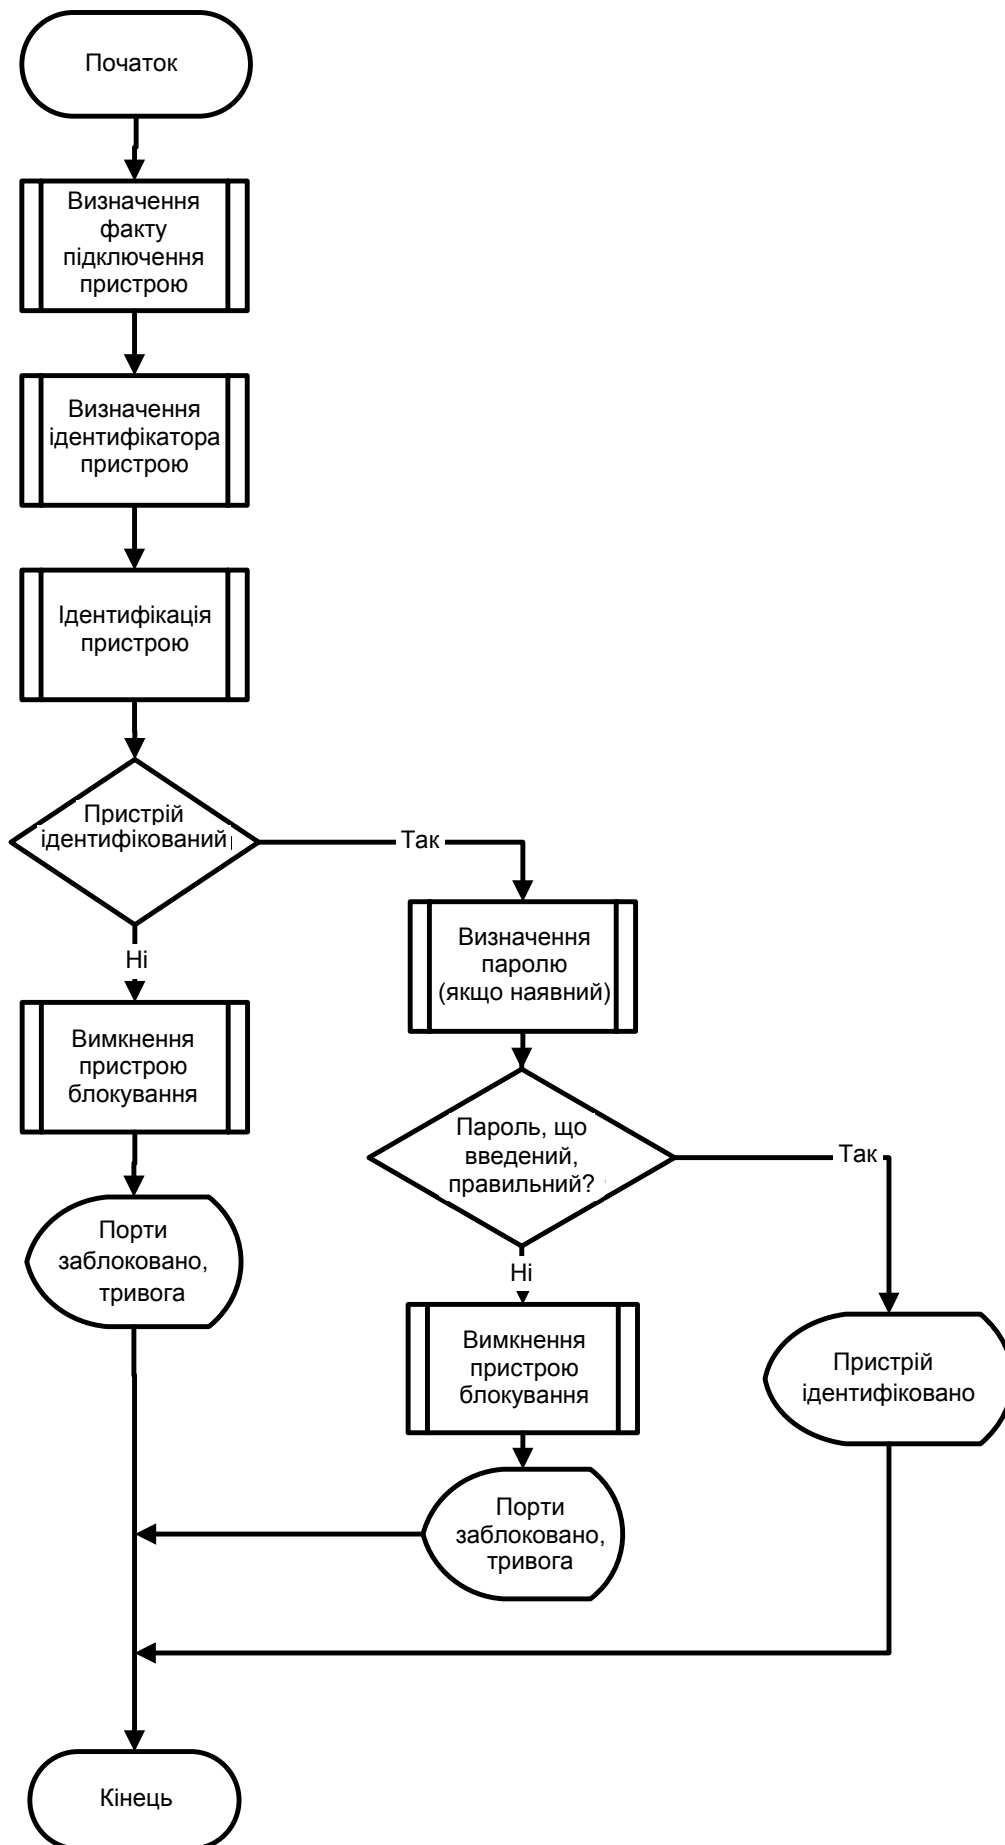 Початок
Визначення
факту
підключення
пристрою
Визначення
ідентифікатора
пристрою
Ідентифікація
пристрою
Пристрій
ідентифікований
Так
Ні
Визначення
паролю
(якщо наявний)
Вимкнення
пристрою
блокування
Пароль, що
введений,
правильний?
Так
Порти
заблоковано,
тривога
Ні
Вимкнення
пристрою
блокування
Пристрій
ідентифіковано
Порти
заблоковано,
тривога
Кінець